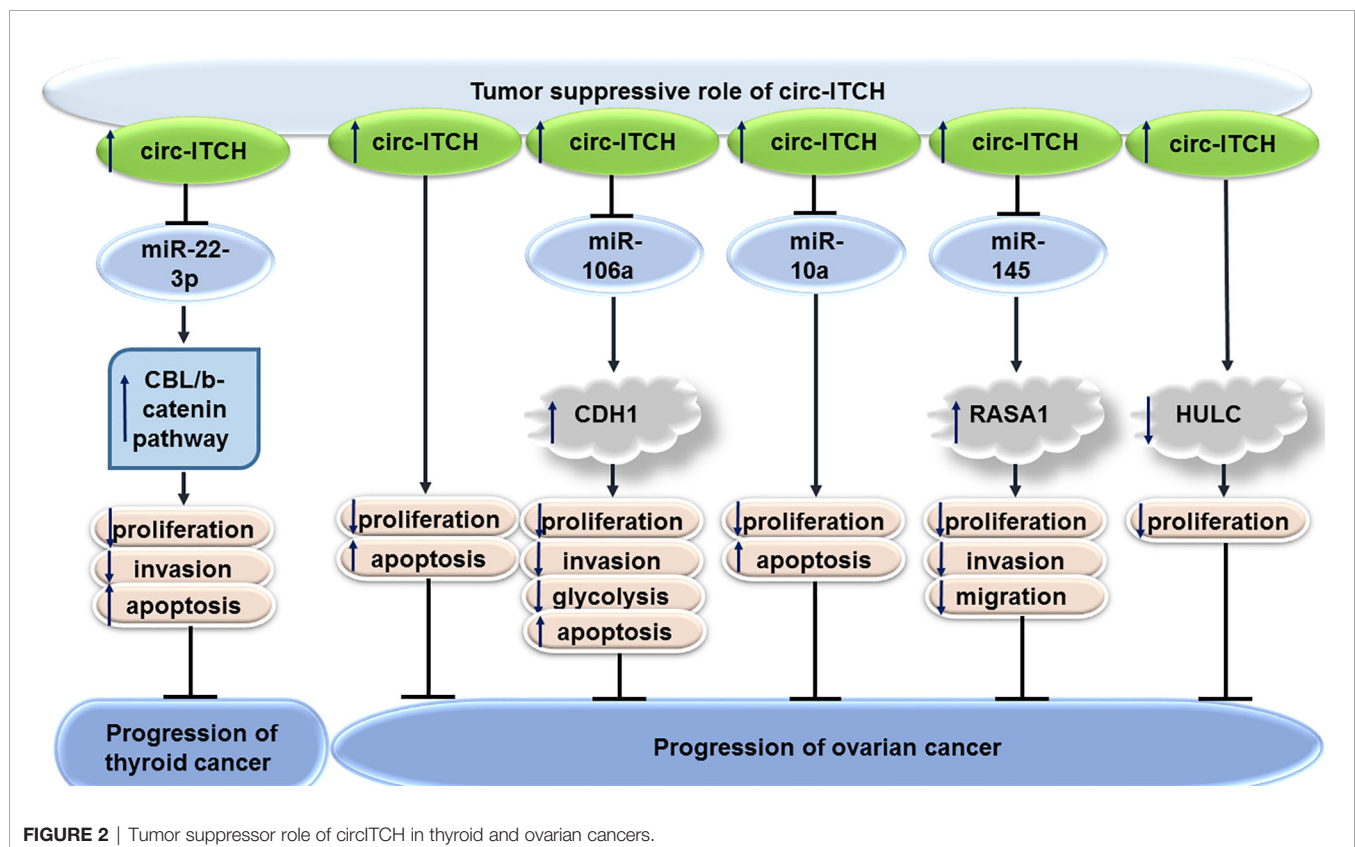 Tumor suppressive role of circ-ITCH
circ-ITCH
circ-ITCH
circ-ITCH
circ-ITCH
circ-ITCH
circ-ITCH
miR-22-
3p
miR-
106a
miR-
10a
miR-
145
CBL/b-
catenin
pathway
CDH1
RASA1
HULC
proliferation
invasion
apoptosis
proliferation
apoptosis
proliferation
invasion
glycolysis
apoptosis
proliferation
apoptosis
proliferation
invasion
migration
proliferation
Progression of
thyroid cancer
Progression of ovarian cancer
FIGURE 2 | Tumor suppressor role of circITCH in thyroid and ovarian cancers.